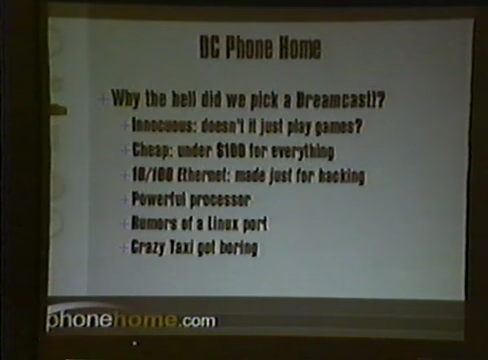 DC Phone Home
Why the hell did we pick a Dreamcast!?
Innocuous: doesn't it just play games?
Cheap: under $100 for everything
10/100 Ethernet: made just for hacking
Powerful processor
Rumors of a Linux port
Crazy Taxi got boring
phonehome.com